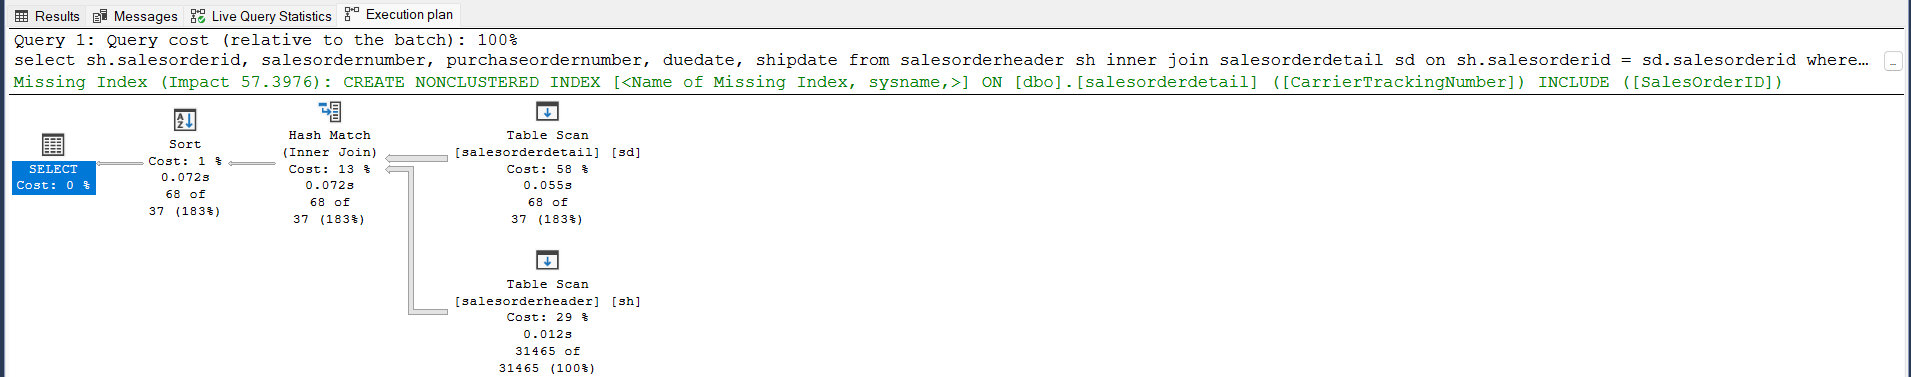 Results Messages Live Query Statistics Execution plan
Query 1: Query cost (relative to the batch): 100%
select sh.salesorderid, salesordernumber, purchaseordernumber, duedate, shipdate from salesorderheader sh inner join salesorderdetail sd on sh.salesorderid = sd.salesorderid where…
Missing Index (Impact 57.3976): CREATE NONCLUSTERED INDEX [<Name of Missing Index, sysname,>] ON [dbo].[salesorderdetail] ([CarrierTrackingNumber]) INCLUDE ([SalesOrderID])
SELECT
Cost: 0 %
Sort
Cost: 1 %
0.072s
68 of
37 (183%)
Hash Match
(Inner Join)
Cost: 13 %
0.072s
68 of
37 (183%)
Table Scan
[salesorderdetail] [sd]
Cost: 58 %
0.055s
68 of
37 (183%)
Table Scan
[salesorderheader] [sh]
Cost: 29 %
0.012s
31465 of
31465 (100%)